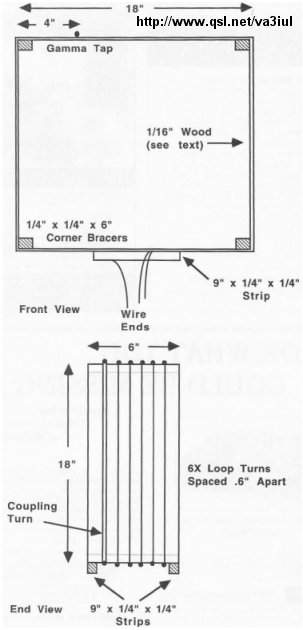 http://www.qsl.net/va3iul
18"
4"
Gamma Tap
1/16" Wood
(see text)
1/4" x 1/4" x 6"
Corner Bracers
9" x 1/4" x 1/4"
Strip
Front View
Wire
Ends
6"
18"
6X Loop Turns
Spaced .6" Apart
Coupling
Turn
End View
9" x 1/4" x 1/4"
Strips